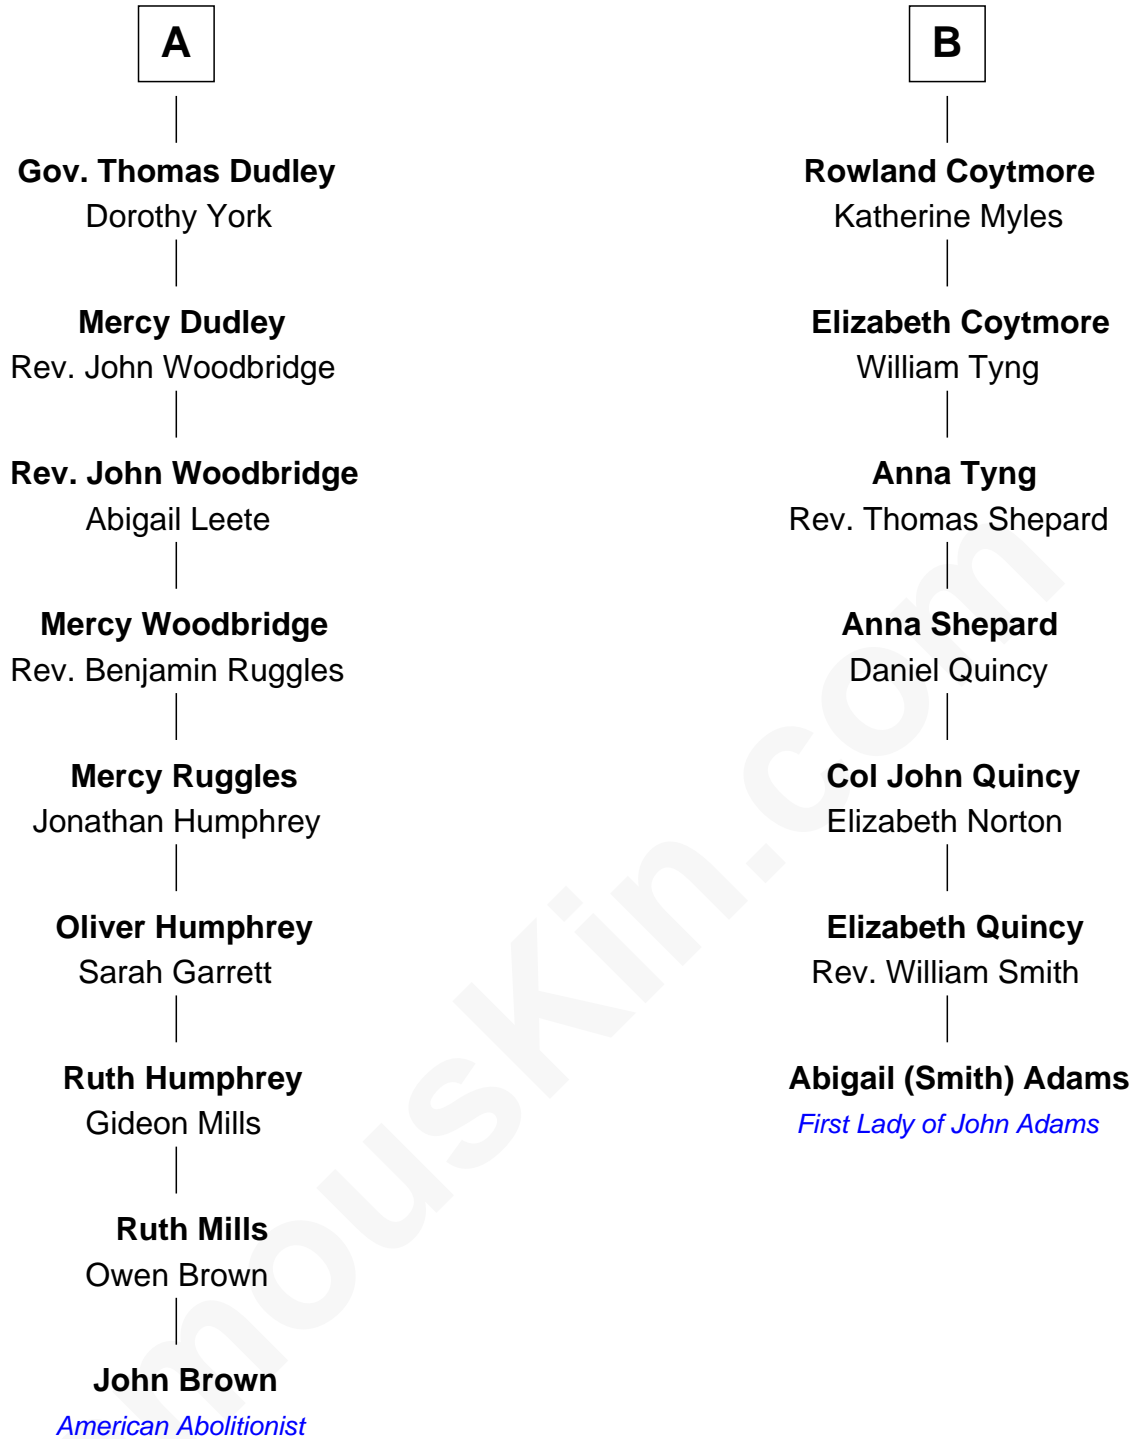 A
Gov. Thomas Dudley
Dorothy York
Mercy Dudley
Rev. John Woodbridge
Rev. John Woodbridge
Abigail Leete
Mercy Woodbridge
Rev. Benjamin Ruggles
Mercy Ruggles
Jonathan Humphrey
Oliver Humphrey
Sarah Garrett
Ruth Humphrey
Gideon Mills
Ruth Mills
Owen Brown
John Brown
American Abolitionist
B
Rowland Coytmore
Katherine Myles
Elizabeth Coytmore
William Tyng
Anna Tyng
Rev. Thomas Shepard
Anna Shepard
Daniel Quincy
Col John Quincy
Elizabeth Norton
Elizabeth Quincy
Rev. William Smith
Abigail (Smith) Adams
First Lady of John Adams
mouskin.com